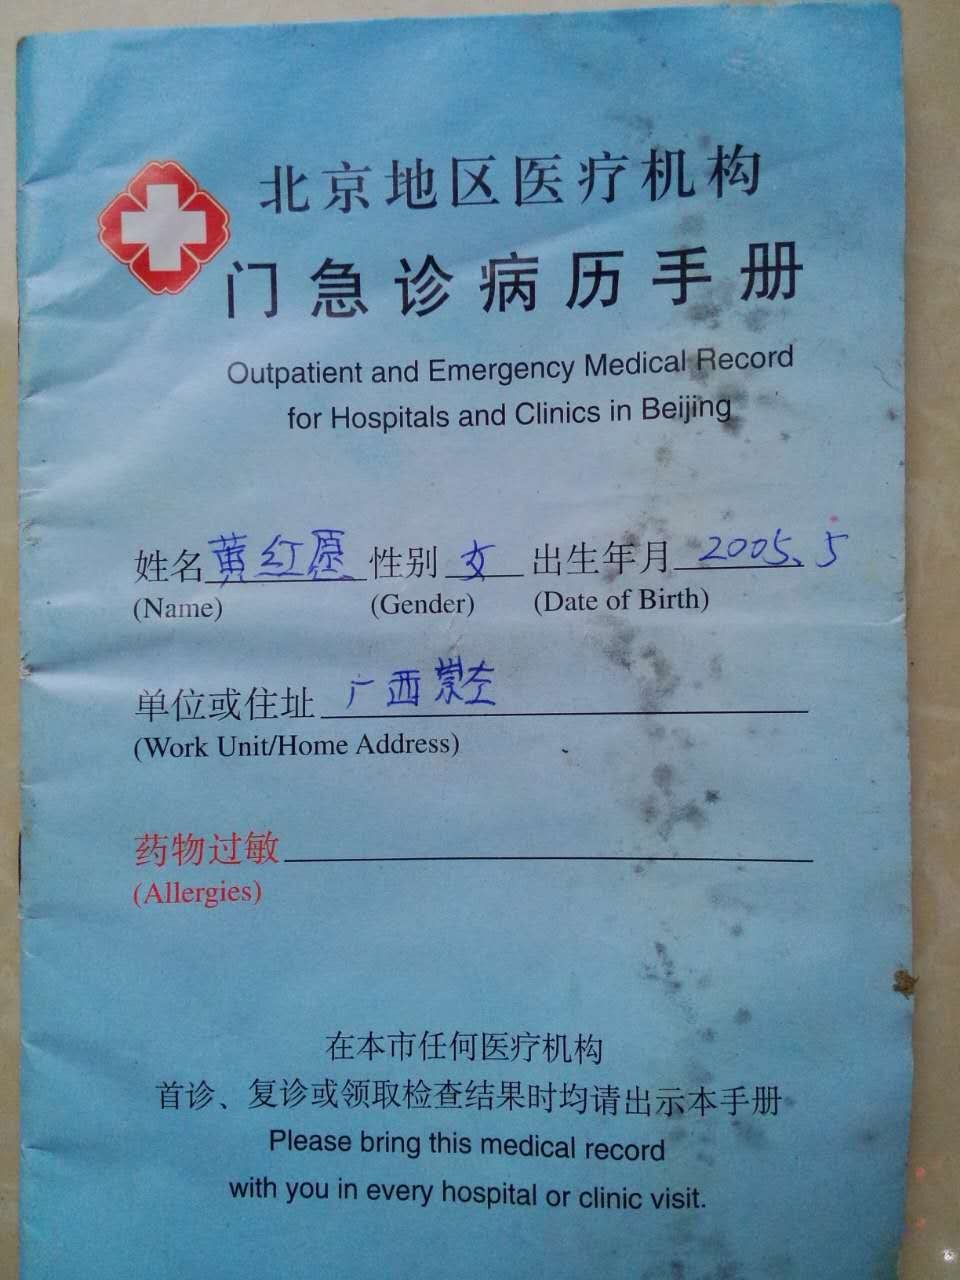 北京地区医疗机构
门急诊病历手册
Outpatient and Emergency Medical Record
for Hospitals and Clinics in Beijing
姓名 黄红愿 性别 女 出生年月 2005.5
(Name) (Gender) (Date of Birth)
单位或住址 广西崇左
(Work Unit/Home Address)
药物过敏
(Allergies)
在本市任何医疗机构
首诊、复诊或领取检查结果时均请出示本手册
Please bring this medical record
with you in every hospital or clinic visit.